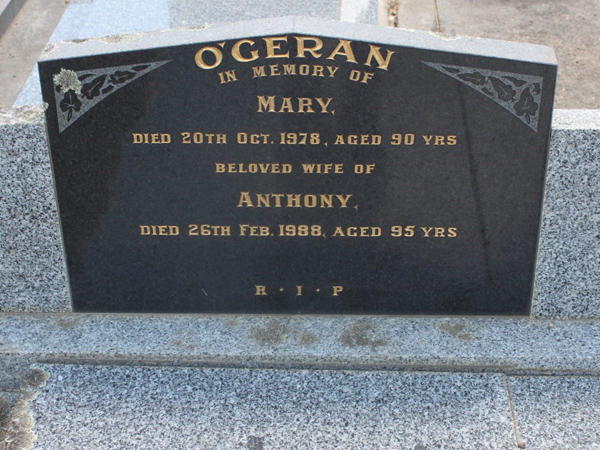 O'GERAN
IN MEMORY OF
MARY,
DIED 20TH OCT. 1978, AGED 90 YRS
BELOVED WIFE OF
ANTHONY,
DIED 26TH FEB. 1988, AGED 95 YRS
R · I · P